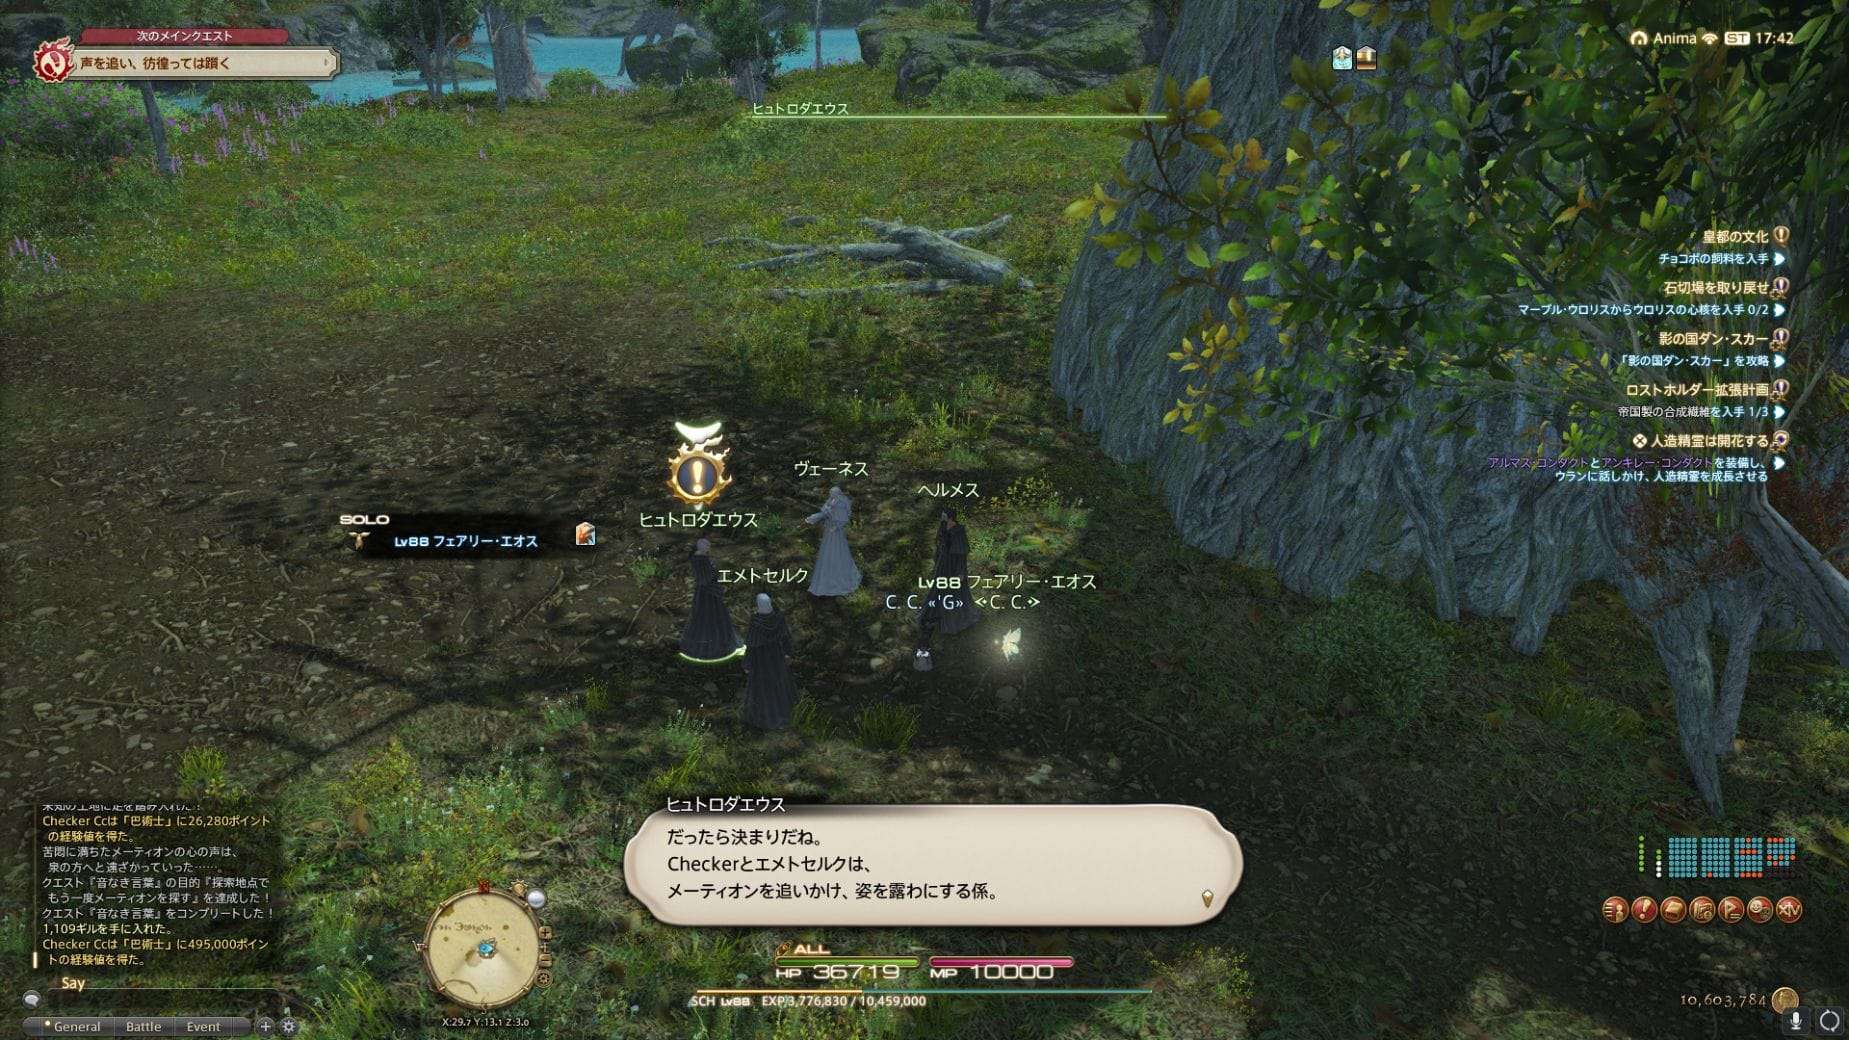 次のメインクエスト
声を追い、彷徨っては躓く
Anima ST 17:42
ヒュトロダエウス
皇都の文化
チョコボの飼料を入手
石切場を取り戻せ
マーブル・ウロリスからウロリスの心核を入手 0/2
影の国ダン・スカー
「影の国ダン・スカー」を攻略
ロストホルダー拡張計画
帝国製の合成繊維を入手 1/3
人造精霊は開花する
アルマス・コンダクトとアンキレー・コンダクトを装備し、
ウランに話しかけ、人造精霊を成長させる
ヴェーネス
ヘルメス
ヒュトロダエウス
エメトセルク
SOLO
Lv88 フェアリー・エオス
Lv88 フェアリー・エオス
C. C. «'G» <C. C.>
ヒュトロダエウス
だったら決まりだね。
Checkerとエメトセルクは、
メーティオンを追いかけ、姿を露わにする係。
未知の土地に足を踏み入れた!
Checker Ccは「巴術士」に26,280ポイント
の経験値を得た。
苦悶に満ちたメーティオンの心の声は、
泉の方へと遠ざかっていった……。
クエスト『音なき言葉』の目的『探索地点で
もう一度メーティオンを探す』を達成した!
クエスト『音なき言葉』をコンプリートした!
1,109ギルを手に入れた。
Checker Ccは「巴術士」に495,000ポイン
トの経験値を得た。
Say
General Battle Event
X:29.7 Y:13.1 Z:3.0
ALL
HP 36719 MP 10000
SCH Lv88 EXP 3,776,830 / 10,459,000
XIV
10,603,784